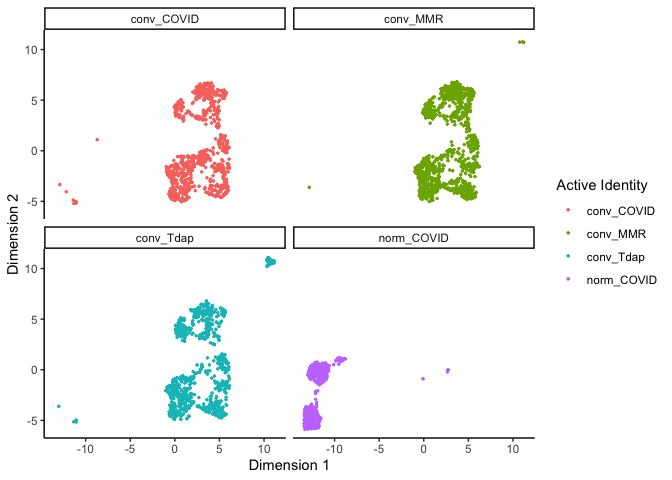 conv_COVID
conv_MMR
10
5
0
-5
conv_Tdap
norm_COVID
10
5
0
-5
-10
-5
0
5
10
-10
-5
0
5
10
Dimension 1
Dimension 2
Active Identity
conv_COVID
conv_MMR
conv_Tdap
norm_COVID